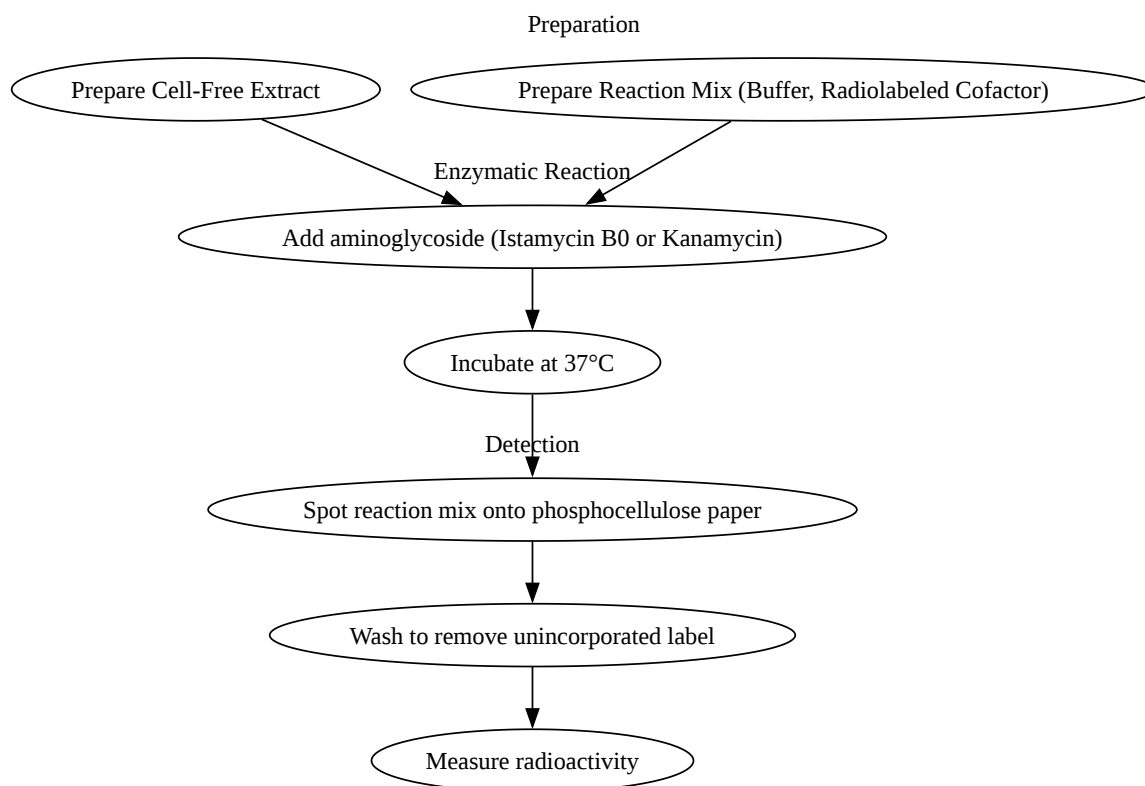 Preparation
Prepare Cell-Free Extract
Prepare Reaction Mix (Buffer, Radiolabeled Cofactor)
Enzymatic Reaction
Add aminoglycoside (Istamycin B0 or Kanamycin)
Incubate at 37°C
Detection
Spot reaction mix onto phosphocellulose paper
Wash to remove unincorporated label
Measure radioactivity